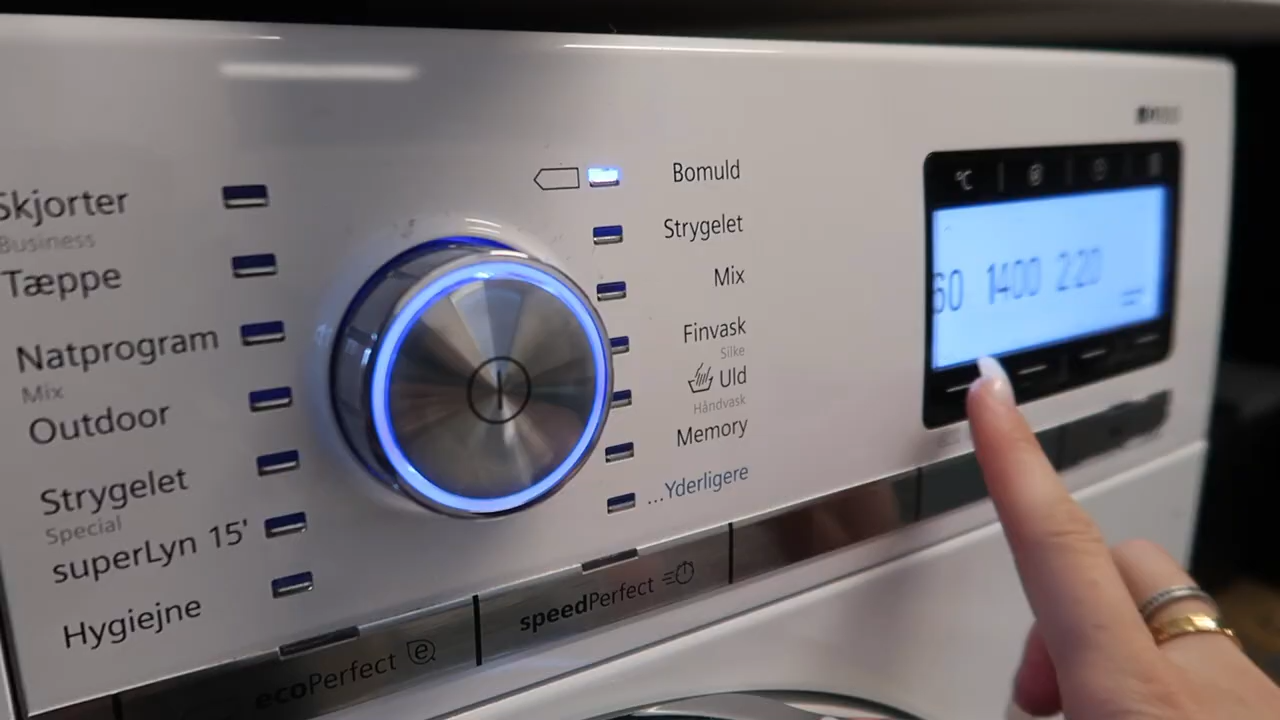 Skjorter
Business
Tæppe
Natprogram
Mix
Outdoor
Strygelet
Special
superLyn 15'
Hygiejne
Bomuld
Strygelet
Mix
Finvask
Silke
Uld
Håndvask
Memory
...Yderligere
ecoPerfect
speedPerfect
°C
60 1400 2:20